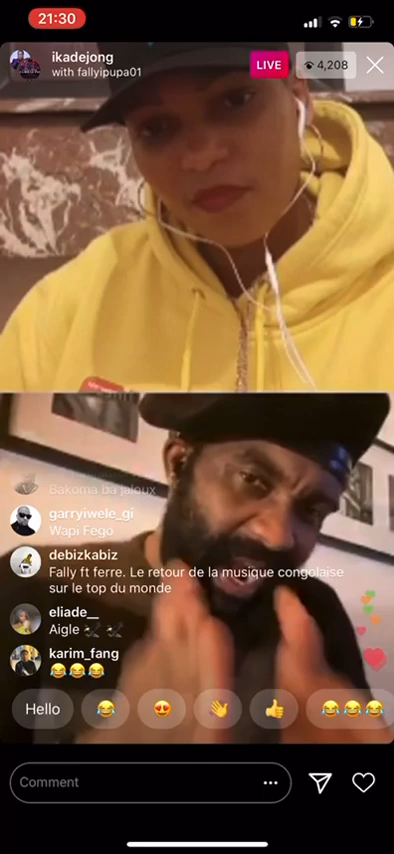 21:30
ikadejong
with fallyipupa01
LIVE
4,208
Bakoma ba jaloux
garryiwele_gi
Wapi Fego
debizkabiz
Fally ft ferre. Le retour de la musique congolaise
sur le top du monde
eliade__
Aigle
karim_fang
😂😂😂
Hello 😂 😍 👋 👍 😂😂😂
Comment